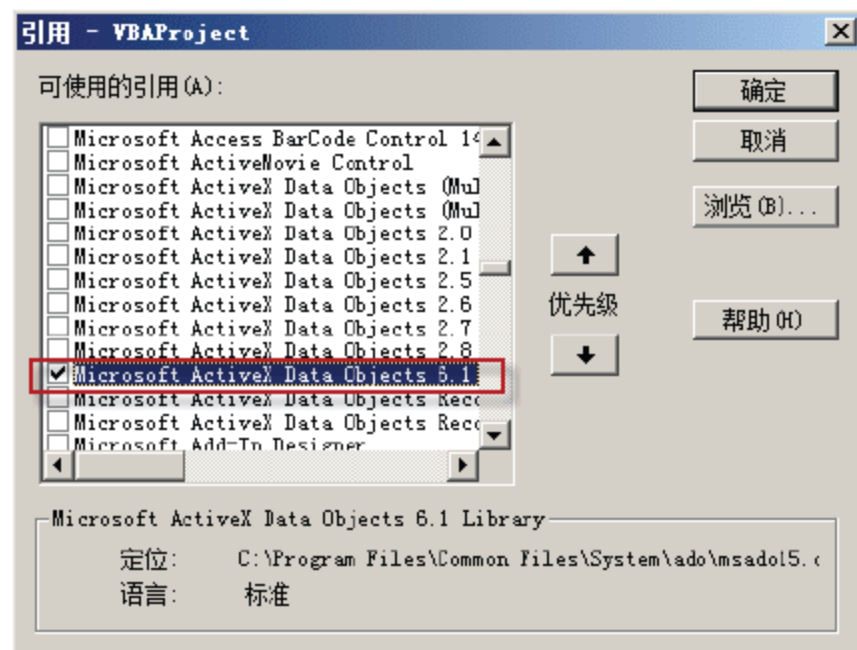 引用 - VBAProject
可使用的引用(A):
Microsoft Access BarCode Control 14
Microsoft ActiveMovie Control
Microsoft ActiveX Data Objects (Mul
Microsoft ActiveX Data Objects (Mul
Microsoft ActiveX Data Objects 2.0
Microsoft ActiveX Data Objects 2.1
Microsoft ActiveX Data Objects 2.5
Microsoft ActiveX Data Objects 2.6
Microsoft ActiveX Data Objects 2.7
Microsoft ActiveX Data Objects 2.8
Microsoft ActiveX Data Objects 6.1
Microsoft ActiveX Data Objects Reco
Microsoft ActiveX Data Objects Reco
Microsoft Add-In Designer
优先级
确定
取消
浏览(B)...
帮助(H)
Microsoft ActiveX Data Objects 6.1 Library
定位: C:\Program Files\Common Files\System\ado\msado15.
语言: 标准